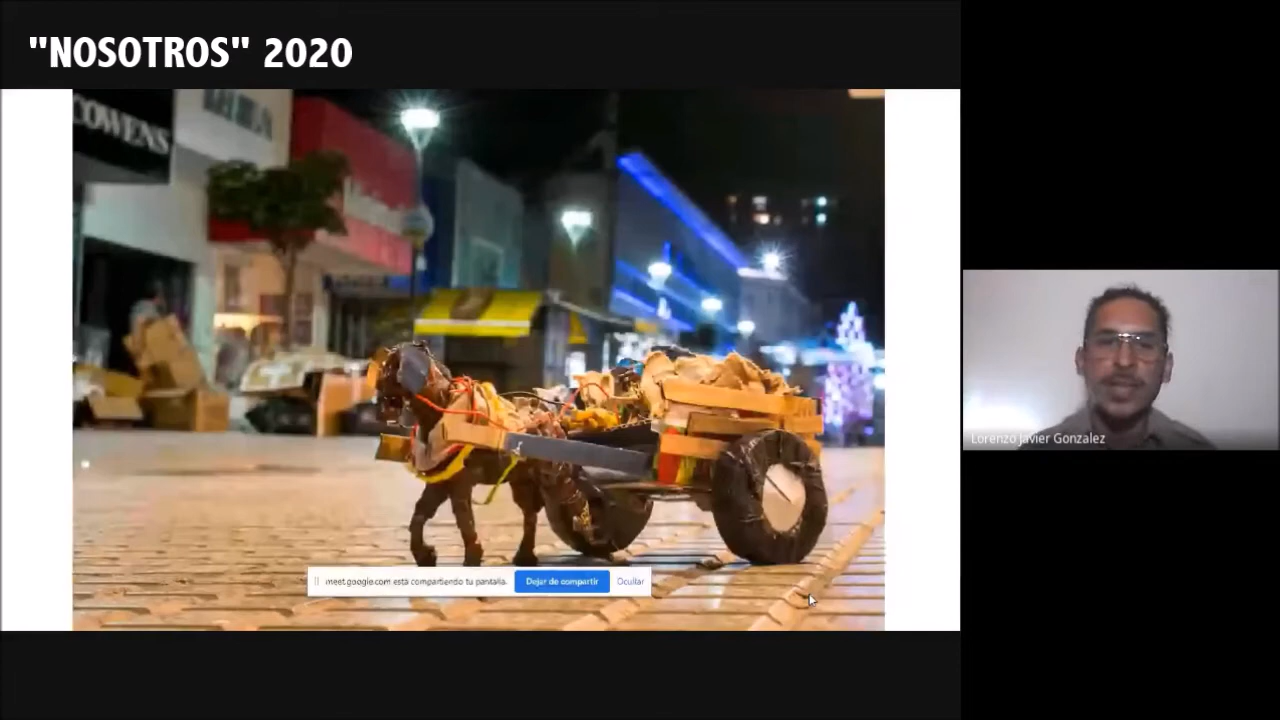 "NOSOTROS" 2020
COWENS
meet.google.com está compartiendo tu pantalla.
Dejar de compartir
Ocultar
Lorenzo Javier Gonzalez